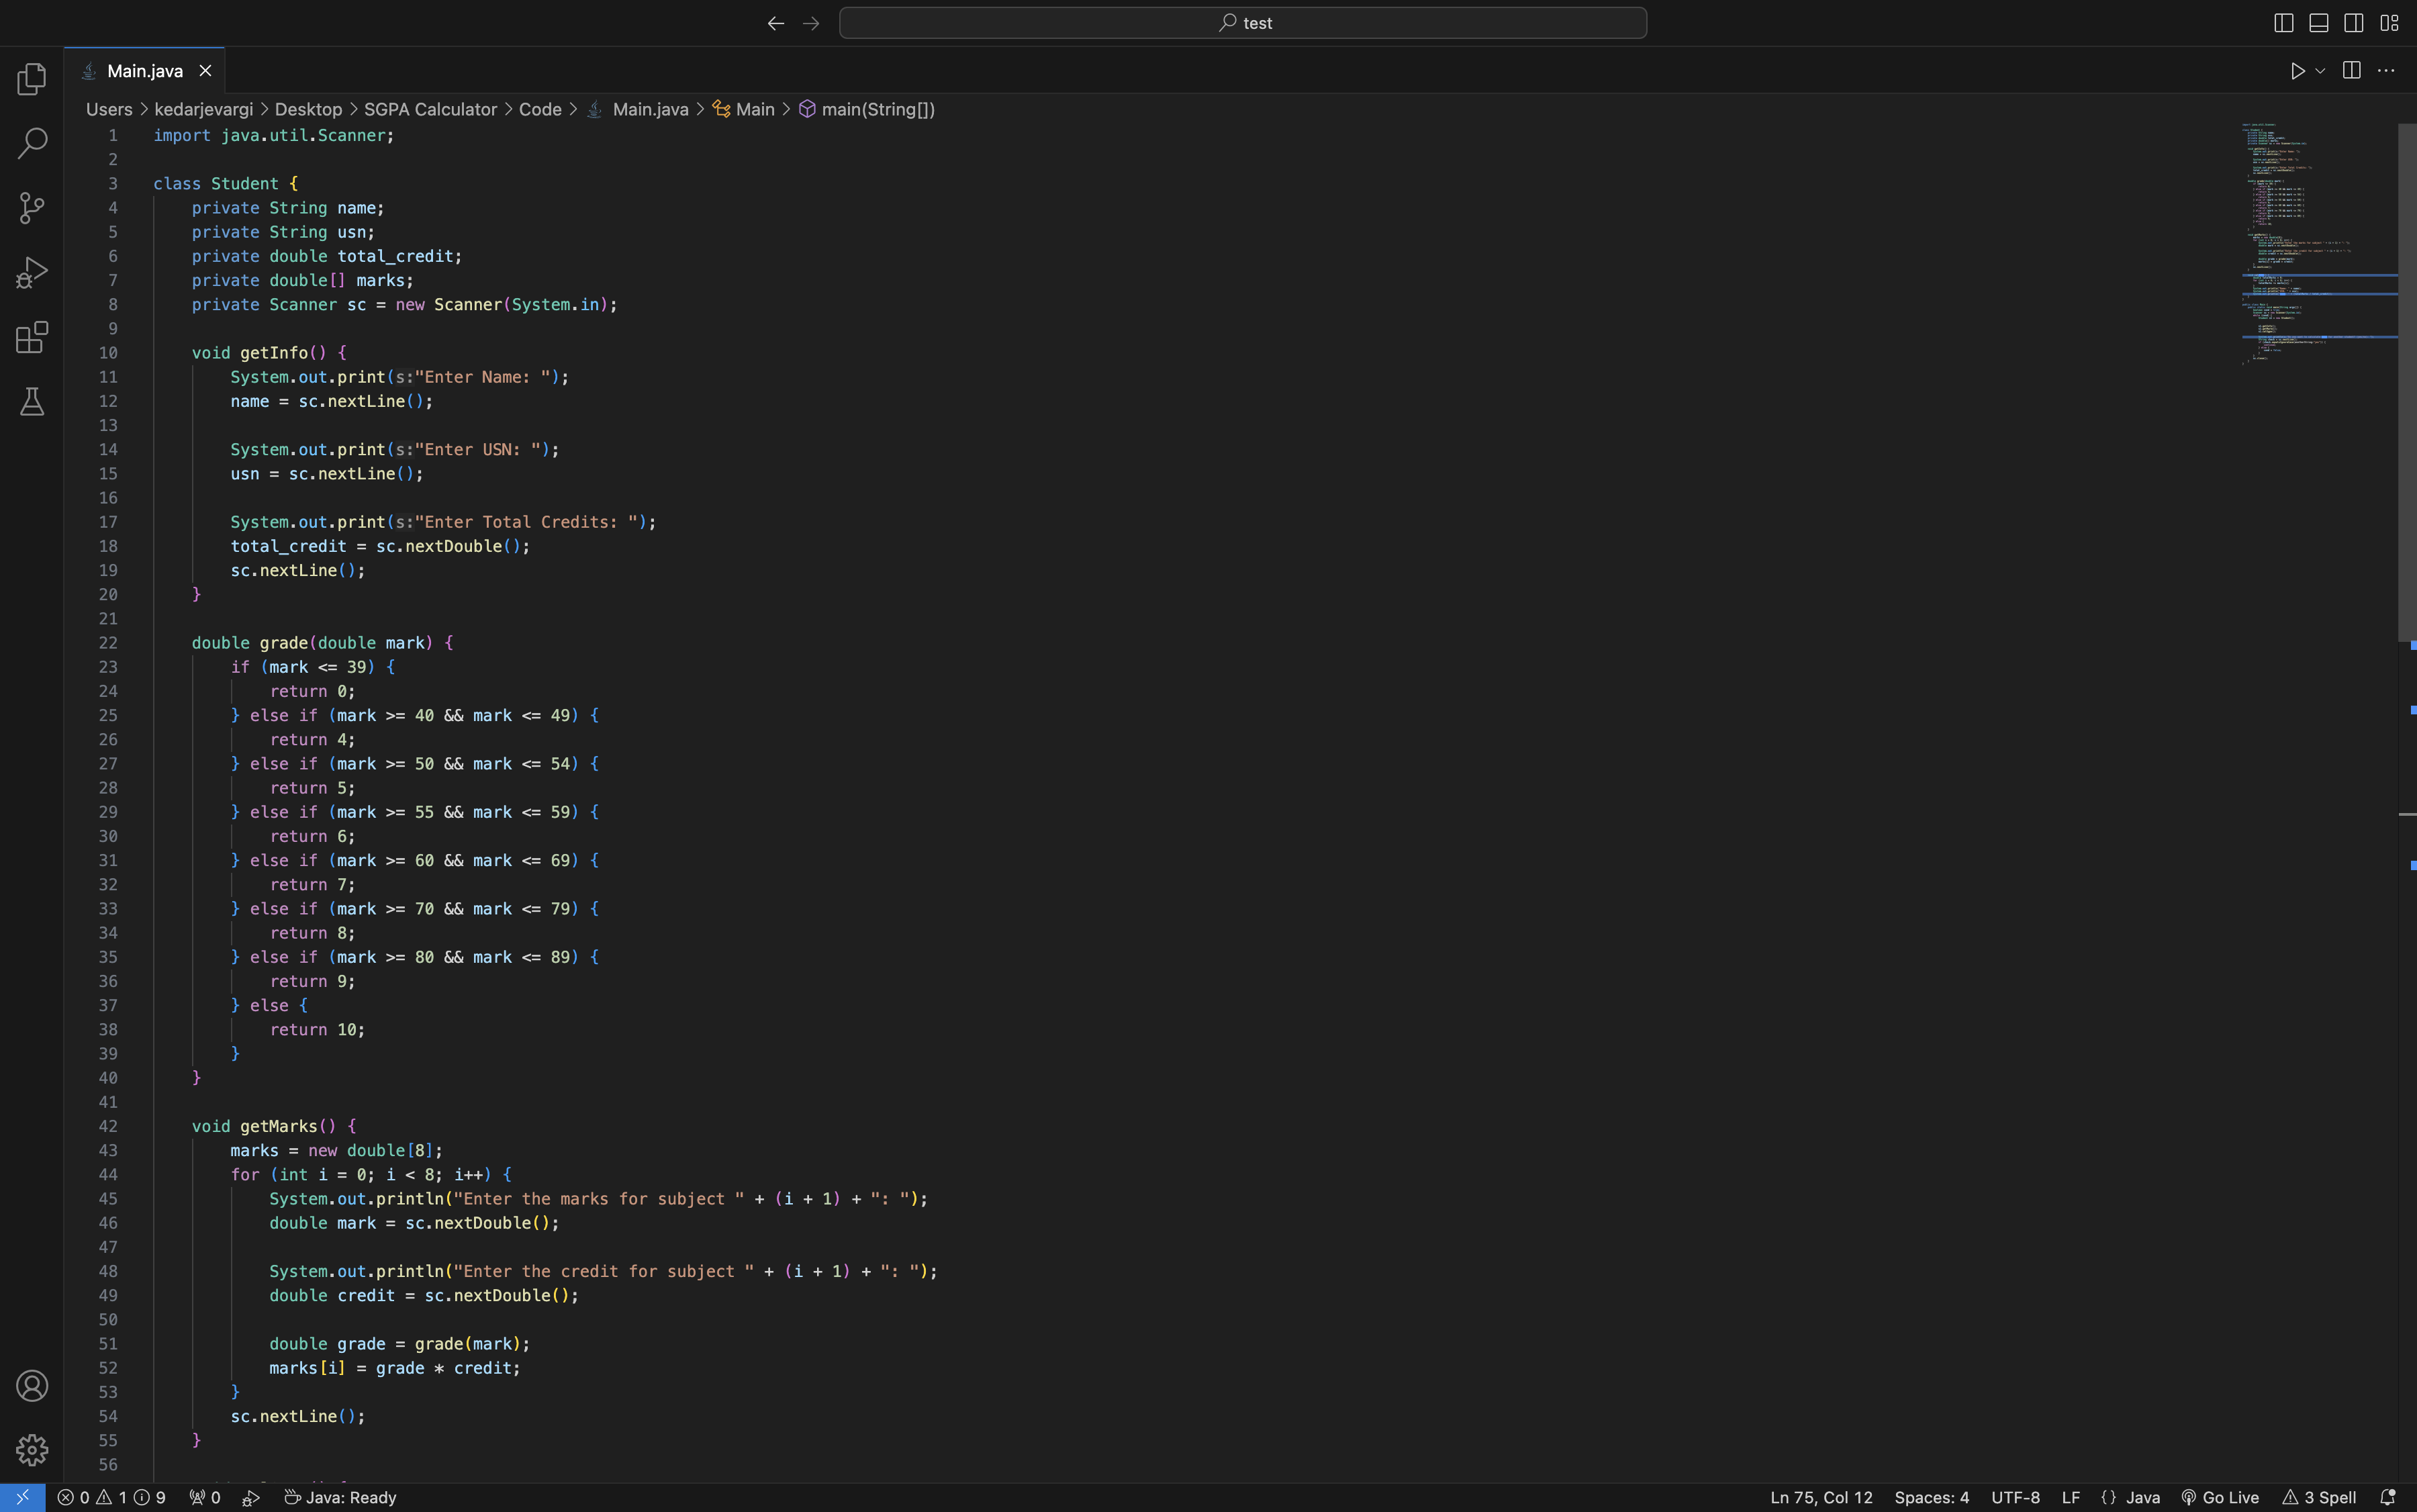 test
Main.java
Users > kedarjevargi > Desktop > SGPA Calculator > Code > Main.java > Main > main(String[])
1 import java.util.Scanner;
2
3 class Student {
4 private String name;
5 private String usn;
6 private double total_credit;
7 private double[] marks;
8 private Scanner sc = new Scanner(System.in);
9
10 void getInfo() {
11 System.out.print(s:"Enter Name: ");
12 name = sc.nextLine();
13
14 System.out.print(s:"Enter USN: ");
15 usn = sc.nextLine();
16
17 System.out.print(s:"Enter Total Credits: ");
18 total_credit = sc.nextDouble();
19 sc.nextLine();
20 }
21
22 double grade(double mark) {
23 if (mark <= 39) {
24 return 0;
25 } else if (mark >= 40 && mark <= 49) {
26 return 4;
27 } else if (mark >= 50 && mark <= 54) {
28 return 5;
29 } else if (mark >= 55 && mark <= 59) {
30 return 6;
31 } else if (mark >= 60 && mark <= 69) {
32 return 7;
33 } else if (mark >= 70 && mark <= 79) {
34 return 8;
35 } else if (mark >= 80 && mark <= 89) {
36 return 9;
37 } else {
38 return 10;
39 }
40 }
41
42 void getMarks() {
43 marks = new double[8];
44 for (int i = 0; i < 8; i++) {
45 System.out.println("Enter the marks for subject " + (i + 1) + ": ");
46 double mark = sc.nextDouble();
47
48 System.out.println("Enter the credit for subject " + (i + 1) + ": ");
49 double credit = sc.nextDouble();
50
51 double grade = grade(mark);
52 marks[i] = grade * credit;
53 }
54 sc.nextLine();
55 }
56
0 1 9 0 Java: Ready Ln 75, Col 12 Spaces: 4 UTF-8 LF {} Java Go Live 3 Spell